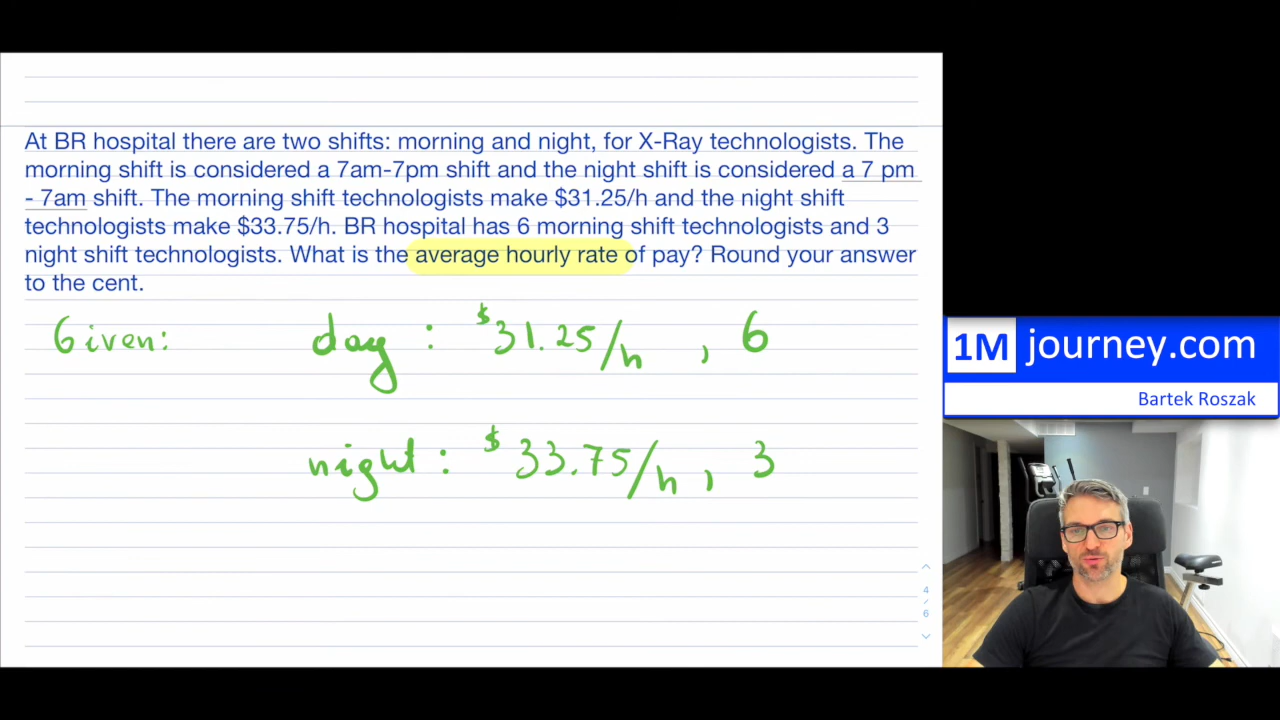 At BR hospital there are two shifts: morning and night, for X-Ray technologists. The
morning shift is considered a 7am-7pm shift and the night shift is considered a 7 pm
- 7am shift. The morning shift technologists make $31.25/h and the night shift
technologists make $33.75/h. BR hospital has 6 morning shift technologists and 3
night shift technologists. What is the average hourly rate of pay? Round your answer
to the cent.
Given: day : $31.25/h , 6
night : $33.75/h , 3
1M journey.com
Bartek Roszak
4
/
6